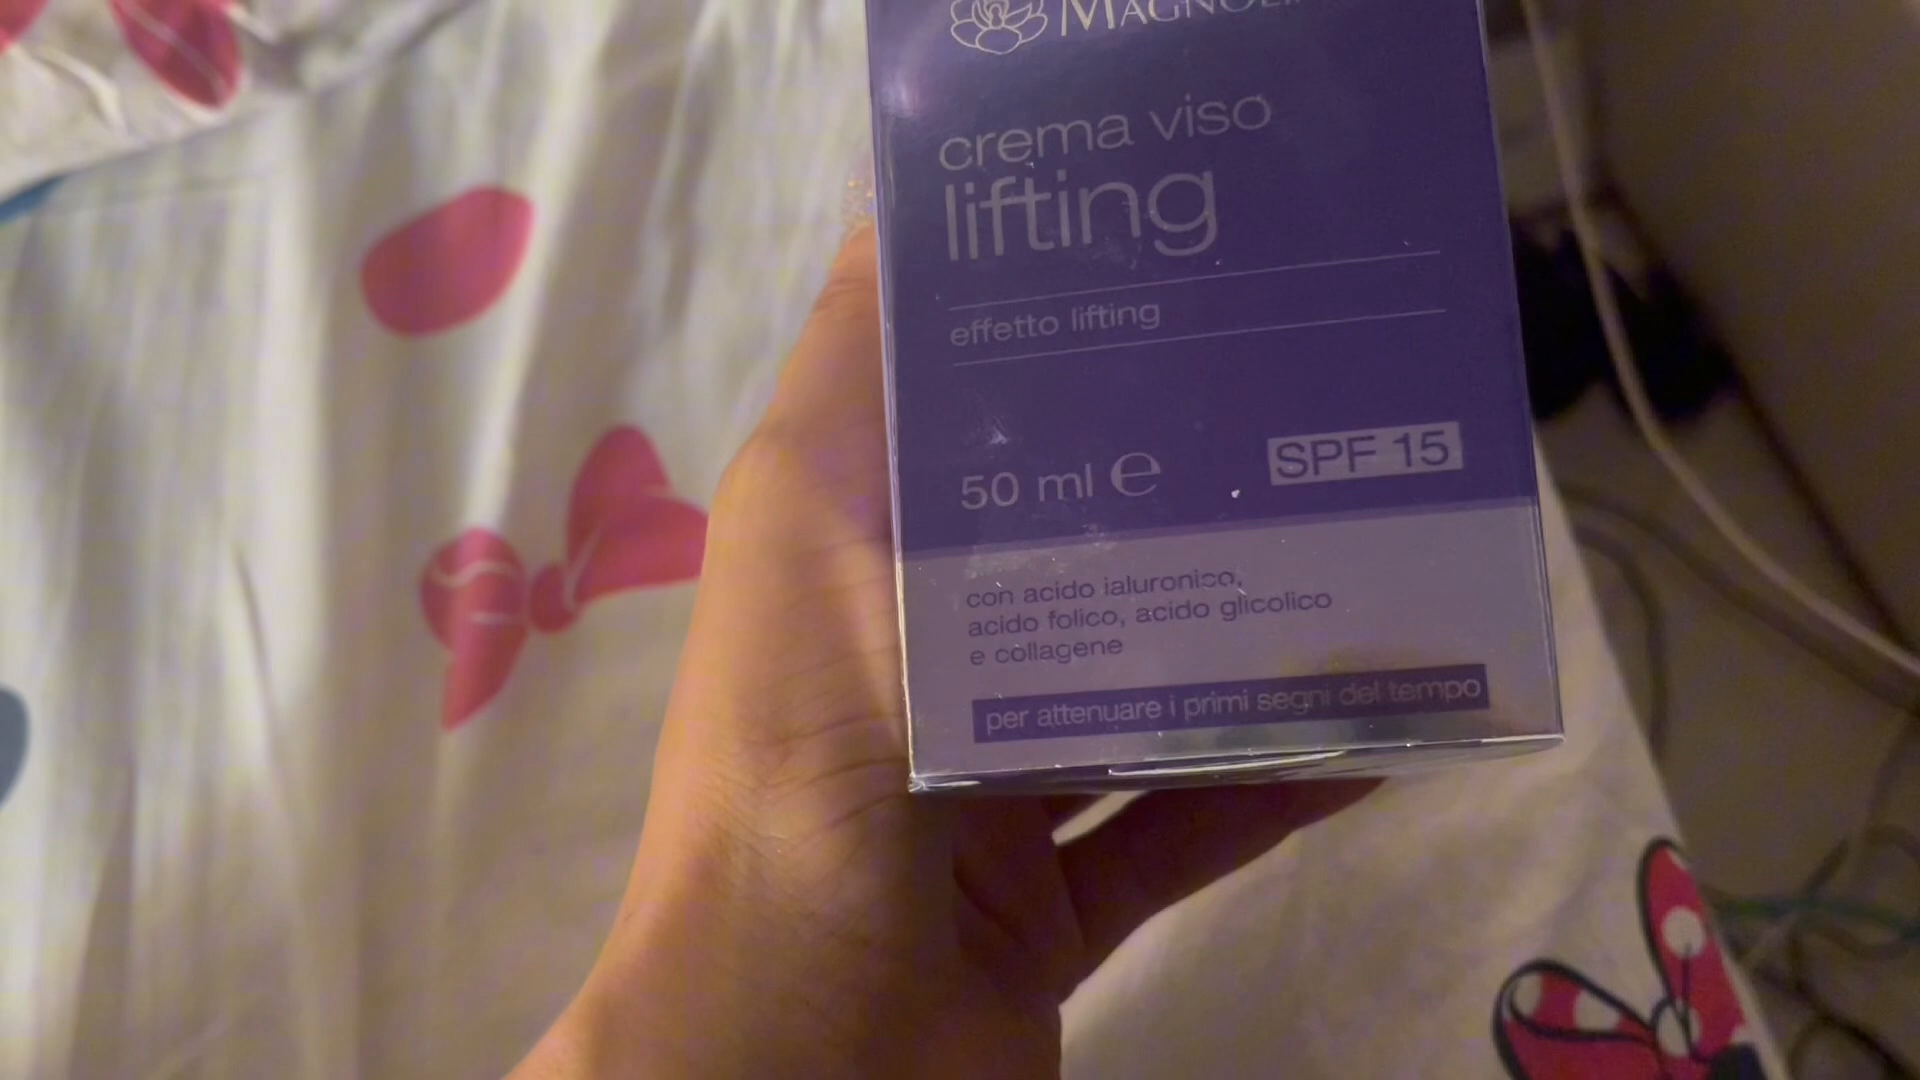 crema viso
lifting
effetto lifting
50 ml e
SPF 15
con acido ialuronico,
acido folico, acido glicolico
e collagene
per attenuare i primi segni del tempo